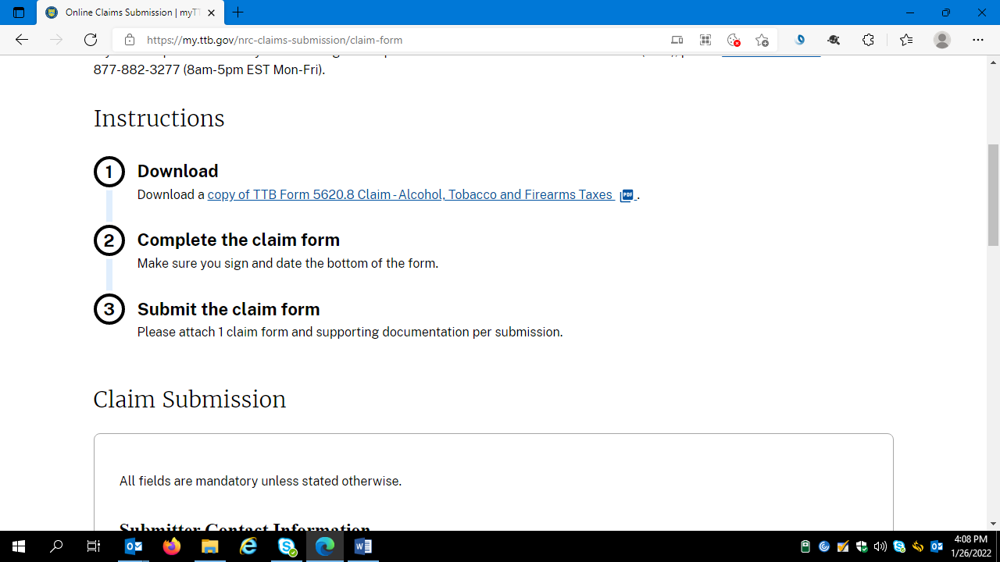 Online Claims Submission | myT
https://my.ttb.gov/nrc-claims-submission/claim-form
877-882-3277 (8am-5pm EST Mon-Fri).
Instructions
1 Download
Download a copy of TTB Form 5620.8 Claim - Alcohol, Tobacco and Firearms Taxes PDF .
2 Complete the claim form
Make sure you sign and date the bottom of the form.
3 Submit the claim form
Please attach 1 claim form and supporting documentation per submission.
Claim Submission
All fields are mandatory unless stated otherwise.
Submitter Contact Information
4:08 PM
1/26/2022